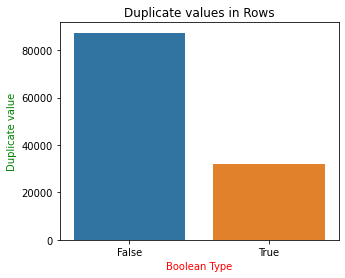 Duplicate values in Rows
80000
60000
40000
20000
0
Duplicate value
False
True
Boolean Type